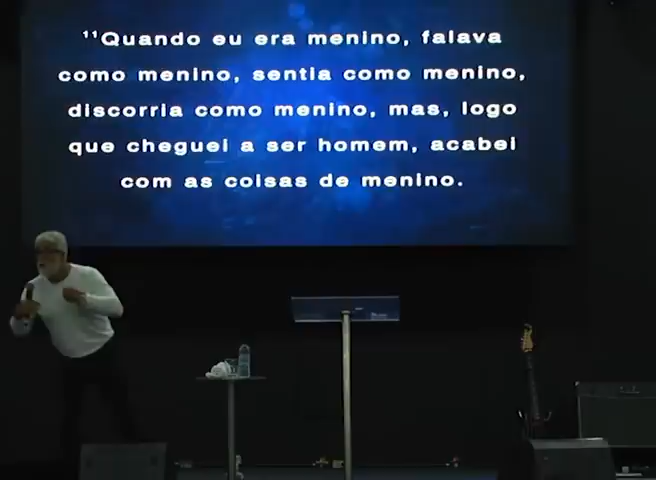 ¹¹Quando eu era menino, falava
como menino, sentia como menino,
discorria como menino, mas, logo
que cheguei a ser homem, acabei
com as coisas de menino.